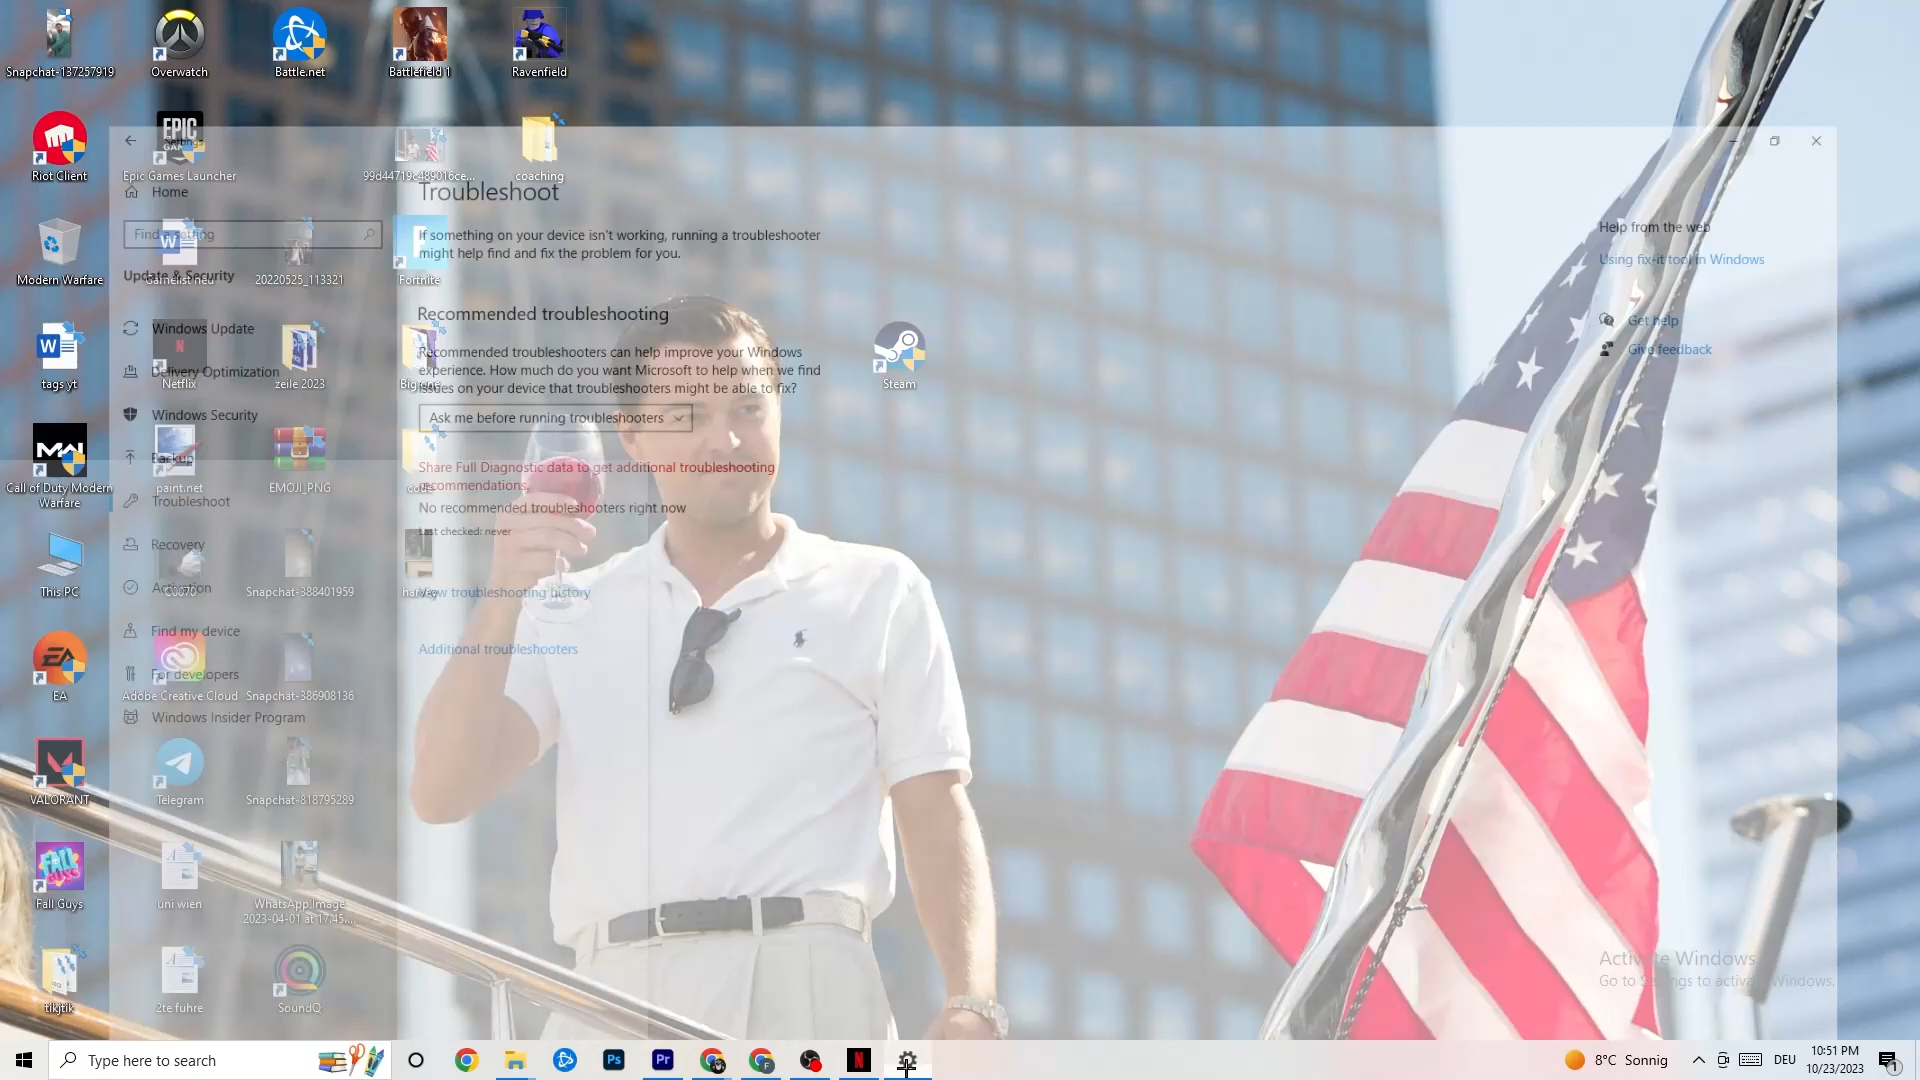 Snapchat-137257919
Overwatch
Battle.net
Battlefield 1
Ravenfield
Riot Client
EPIC
Epic Games Launcher
99d44719c489016ce...
coaching
Settings
Home
Find a setting
Update & Security
Troubleshoot
If something on your device isn't working, running a troubleshooter
might help find and fix the problem for you.
Help from the web
Using fix-it tool in Windows
Modern Warfare
Gamelist neu
20220525_113321
Fortnite
Recommended troubleshooting
Get help
Give feedback
Windows Update
Recommended troubleshooters can help improve your Windows
experience. How much do you want Microsoft to help when we find
issues on your device that troubleshooters might be able to fix?
Delivery Optimization
tags yt
Netflix
zeile 2023
Steam
Windows Security
Ask me before running troubleshooters
Backup
Share Full Diagnostic data to get additional troubleshooting
recommendations.
Call of Duty Modern
Warfare
paint.net
EMOJI_PNG
Troubleshoot
No recommended troubleshooters right now
Last checked: never
Recovery
Activation
This PC
Snapchat-388401959
View troubleshooting history
Find my device
Additional troubleshooters
For developers
EA
Adobe Creative Cloud
Snapchat-386908136
Windows Insider Program
VALORANT
Telegram
Snapchat-818795289
FALL
GUYS
Fall Guys
uni wien
WhatsApp Image
2023-04-01 at 17.45....
Activate Windows
Go to Settings to activate Windows.
tikjtik
2te fuhre
SoundQ
Type here to search
Ps
Pr
8°C Sonnig
DEU
10:51 PM
10/23/2023
1